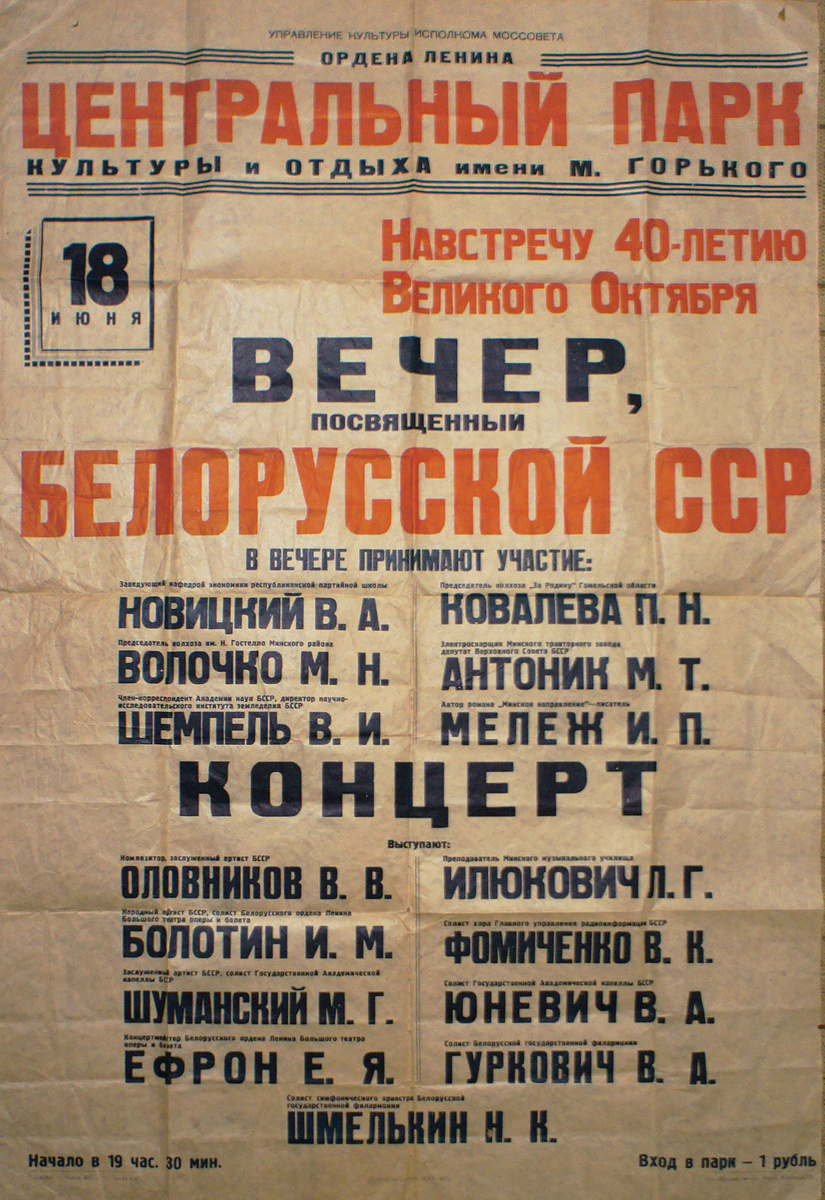 УПРАВЛЕНИЕ КУЛЬТУРЫ ИСПОЛКОМА МОССОВЕТА
ОРДЕНА ЛЕНИНА
ЦЕНТРАЛЬНЫЙ ПАРК
КУЛЬТУРЫ и ОТДЫХА имени М. ГОРЬКОГО
18
ИЮНЯ
НАВСТРЕЧУ 40-ЛЕТИЮ
ВЕЛИКОГО ОКТЯБРЯ
ВЕЧЕР,
ПОСВЯЩЕННЫЙ
БЕЛОРУССКОЙ ССР
В ВЕЧЕРЕ ПРИНИМАЮТ УЧАСТИЕ:
Заведующий кафедрой экономики республиканской партийной школы
НОВИЦКИЙ В. А.
Председатель колхоза им. Н. Гостелло Минского района
ВОЛОЧКО М. Н.
Член-корреспондент Академии наук БССР, директор научно-
исследовательского института земледелия БССР
ШЕМПЕЛЬ В. И.
Председатель колхоза „За Родину" Гомельской области
КОВАЛЕВА П. Н.
Электросварщик Минского тракторного завода
депутат Верховного Совета БССР
АНТОНИК М. Т.
Автор романа „Минское направление"—писатель
МЕЛЕЖ И. П.
КОНЦЕРТ
Выступают:
Композитор, заслуженный артист БССР
ОЛОВНИКОВ В. В.
Народный артист БССР, солист Белорусского ордена Ленина
Большого театра оперы и балета
БОЛОТИН И. М.
Заслуженный артист БССР, солист Государственной Академической
капеллы БСР
ШУМАНСКИЙ М. Г.
Концертмейстер Белорусского ордена Ленина Большого театра
оперы и балета
ЕФРОН Е. Я.
Преподаватель Минского музыкального училища
ИЛЮКОВИЧ Л. Г.
Солист хора Главного управления радиоинформации БССР
ФОМИЧЕНКО В. К.
Солист Государственной Академической капеллы БССР
ЮНЕВИЧ В. А.
Солист Белорусской государственной филармонии
ГУРКОВИЧ В. А.
Солист симфонического оркестра Белорусской
государственной филармонии
ШМЕЛЬКИН Н. К.
Начало в 19 час. 30 мин.
Вход в парк — 1 рубль